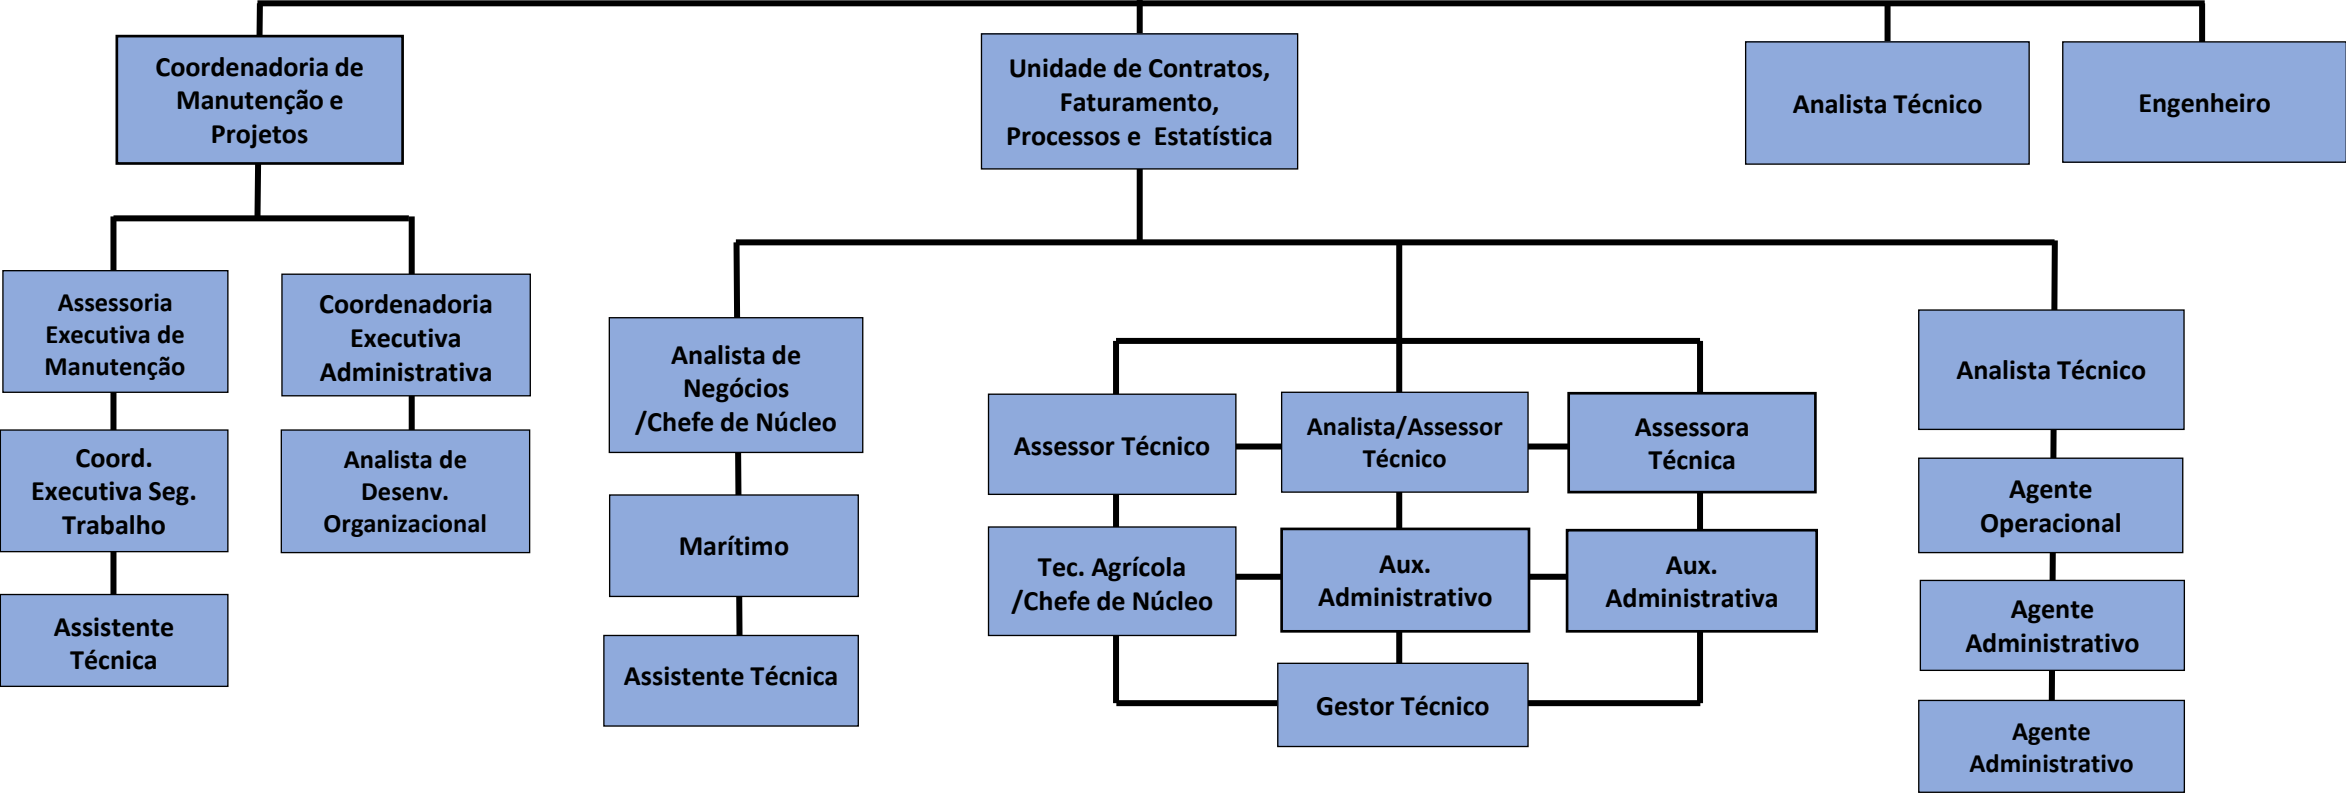 Coordenadoria de
Manutenção e
Projetos
Unidade de Contratos,
Faturamento,
Processos e  Estatística
Analista Técnico
Engenheiro
Assessoria
Executiva de
Manutenção
Coordenadoria
Executiva
Administrativa
Coord.
Executiva Seg.
Trabalho
Analista de
Desenv.
Organizacional
Assistente
Técnica
Analista de
Negócios
/Chefe de Núcleo
Marítimo
Assistente Técnica
Assessor Técnico
Analista/Assessor
Técnico
Assessora
Técnica
Tec. Agrícola
/Chefe de Núcleo
Aux.
Administrativo
Aux.
Administrativa
Gestor Técnico
Analista Técnico
Agente
Operacional
Agente
Administrativo
Agente
Administrativo